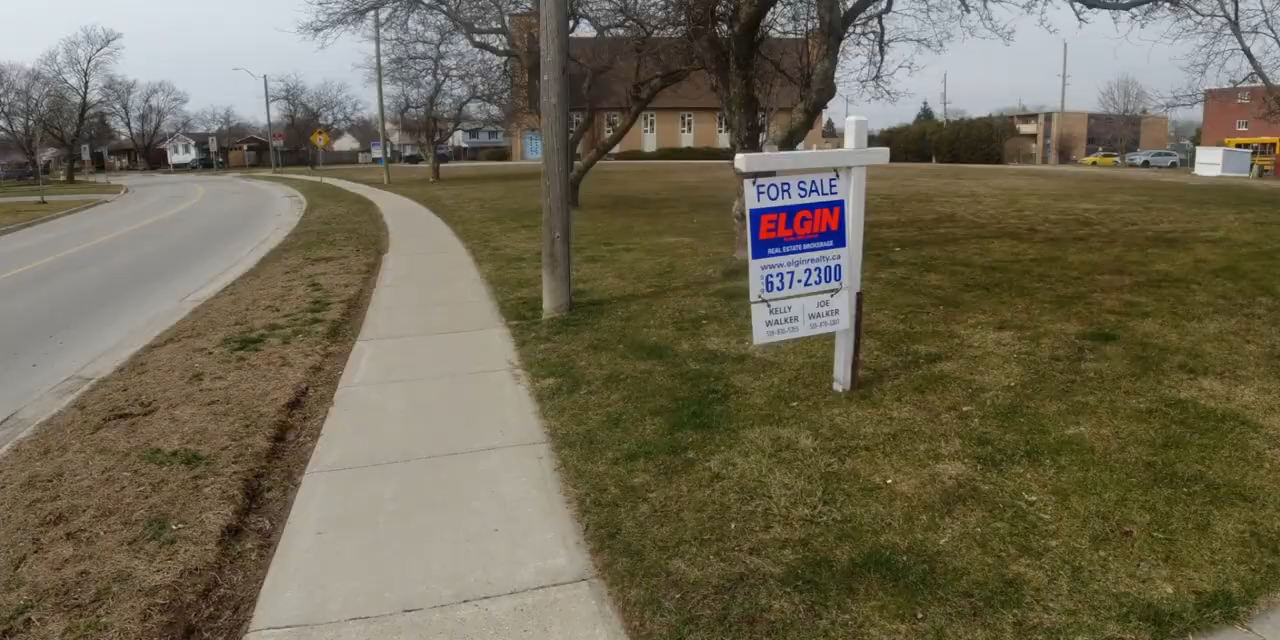 FOR SALE
ELGIN
REAL ESTATE BROKERAGE
www.elginrealty.ca
637-2300
KELLY WALKER
JOE WALKER